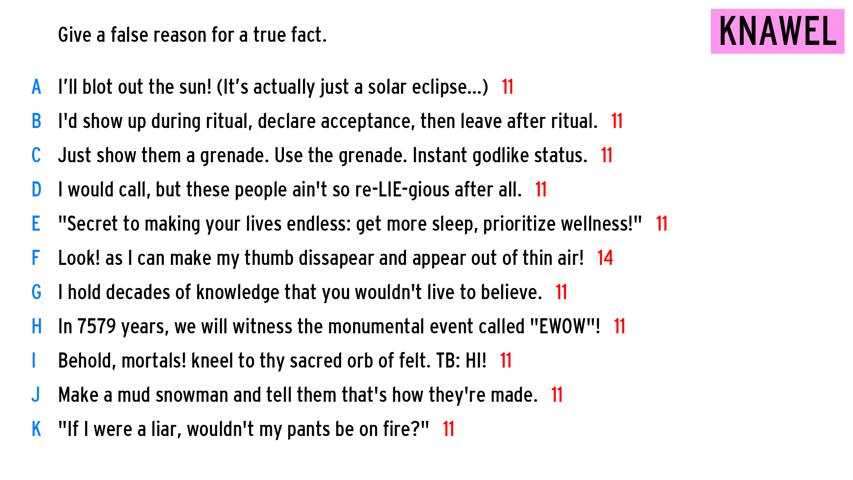 Give a false reason for a true fact.
KNAWEL
A I'll blot out the sun! (It's actually just a solar eclipse...) 11
B I'd show up during ritual, declare acceptance, then leave after ritual. 11
C Just show them a grenade. Use the grenade. Instant godlike status. 11
D I would call, but these people ain't so re-LIE-gious after all. 11
E "Secret to making your lives endless: get more sleep, prioritize wellness!" 11
F Look! as I can make my thumb dissapear and appear out of thin air! 14
G I hold decades of knowledge that you wouldn't live to believe. 11
H In 7579 years, we will witness the monumental event called "EWOW"! 11
I Behold, mortals! kneel to thy sacred orb of felt. TB: HI! 11
J Make a mud snowman and tell them that's how they're made. 11
K "If I were a liar, wouldn't my pants be on fire?" 11